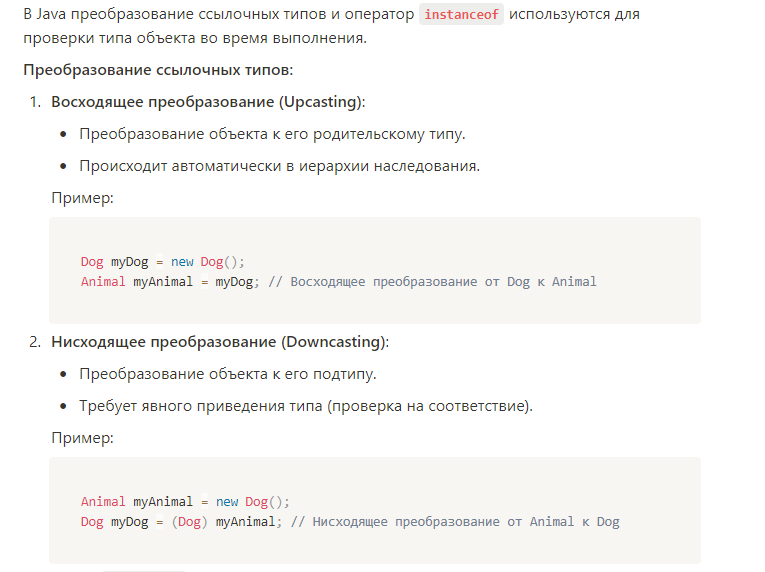 В Java преобразование ссылочных типов и оператор instanceof используются для
проверки типа объекта во время выполнения.
Преобразование ссылочных типов:
1. Восходящее преобразование (Upcasting):
• Преобразование объекта к его родительскому типу.
• Происходит автоматически в иерархии наследования.
Пример:
Dog myDog = new Dog();
Animal myAnimal = myDog; // Восходящее преобразование от Dog к Animal
2. Нисходящее преобразование (Downcasting):
• Преобразование объекта к его подтипу.
• Требует явного приведения типа (проверка на соответствие).
Пример:
Animal myAnimal = new Dog();
Dog myDog = (Dog) myAnimal; // Нисходящее преобразование от Animal к Dog